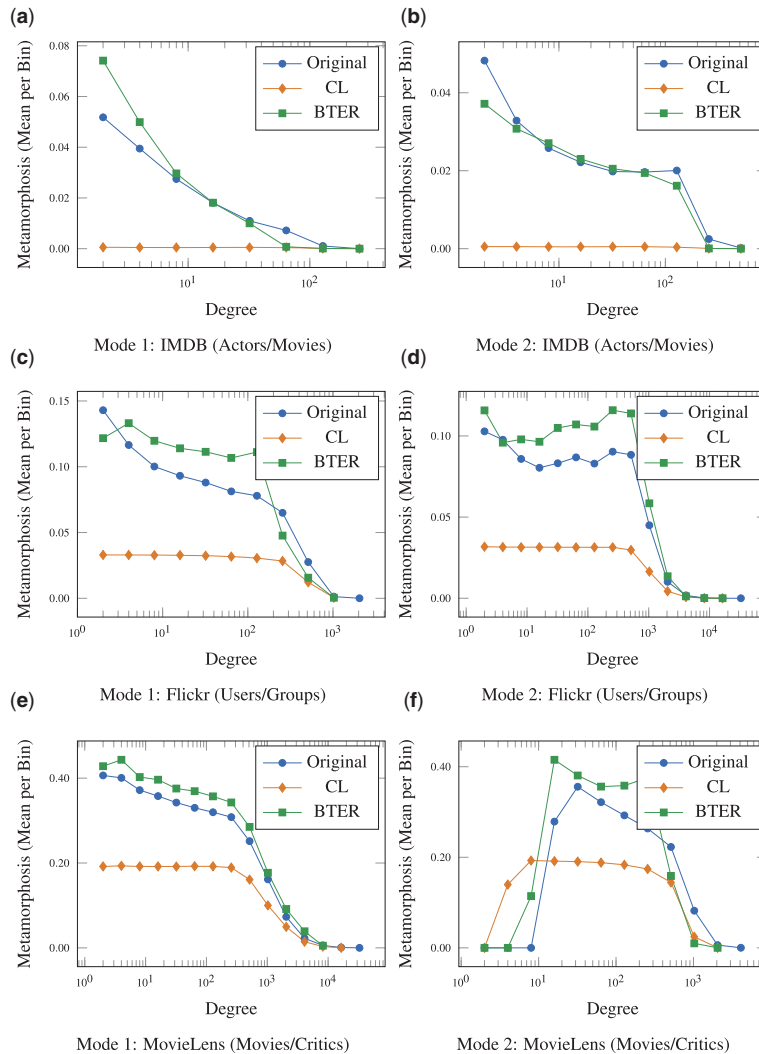 (a)
Metamorphosis (Mean per Bin)
0.08
0.06
0.04
0.02
0.00
10^1
10^2
Original
CL
BTER
Degree
Mode 1: IMDB (Actors/Movies)
(b)
Metamorphosis (Mean per Bin)
0.04
0.02
0.00
10^1
10^2
Original
CL
BTER
Degree
Mode 2: IMDB (Actors/Movies)
(c)
Metamorphosis (Mean per Bin)
0.15
0.10
0.05
0.00
10^0
10^1
10^2
10^3
Original
CL
BTER
Degree
Mode 1: Flickr (Users/Groups)
(d)
Metamorphosis (Mean per Bin)
0.10
0.05
0.00
10^0
10^1
10^2
10^3
10^4
Original
CL
BTER
Degree
Mode 2: Flickr (Users/Groups)
(e)
Metamorphosis (Mean per Bin)
0.40
0.20
0.00
10^0
10^1
10^2
10^3
10^4
Original
CL
BTER
Degree
Mode 1: MovieLens (Movies/Critics)
(f)
Metamorphosis (Mean per Bin)
0.40
0.20
0.00
10^0
10^1
10^2
10^3
Original
CL
BTER
Degree
Mode 2: MovieLens (Movies/Critics)